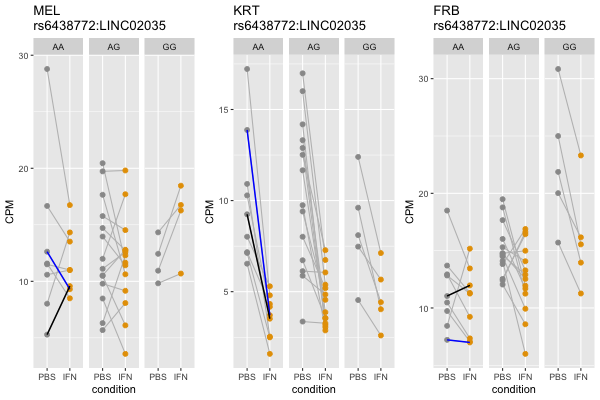 MEL
rs6438772:LINC02035
AA AG GG
CPM
30
20
10
PBS IFN PBS IFN PBS IFN
condition
KRT
rs6438772:LINC02035
AA AG GG
CPM
15
10
5
PBS IFN PBS IFN PBS IFN
condition
FRB
rs6438772:LINC02035
AA AG GG
CPM
30
20
10
PBS IFN PBS IFN PBS IFN
condition